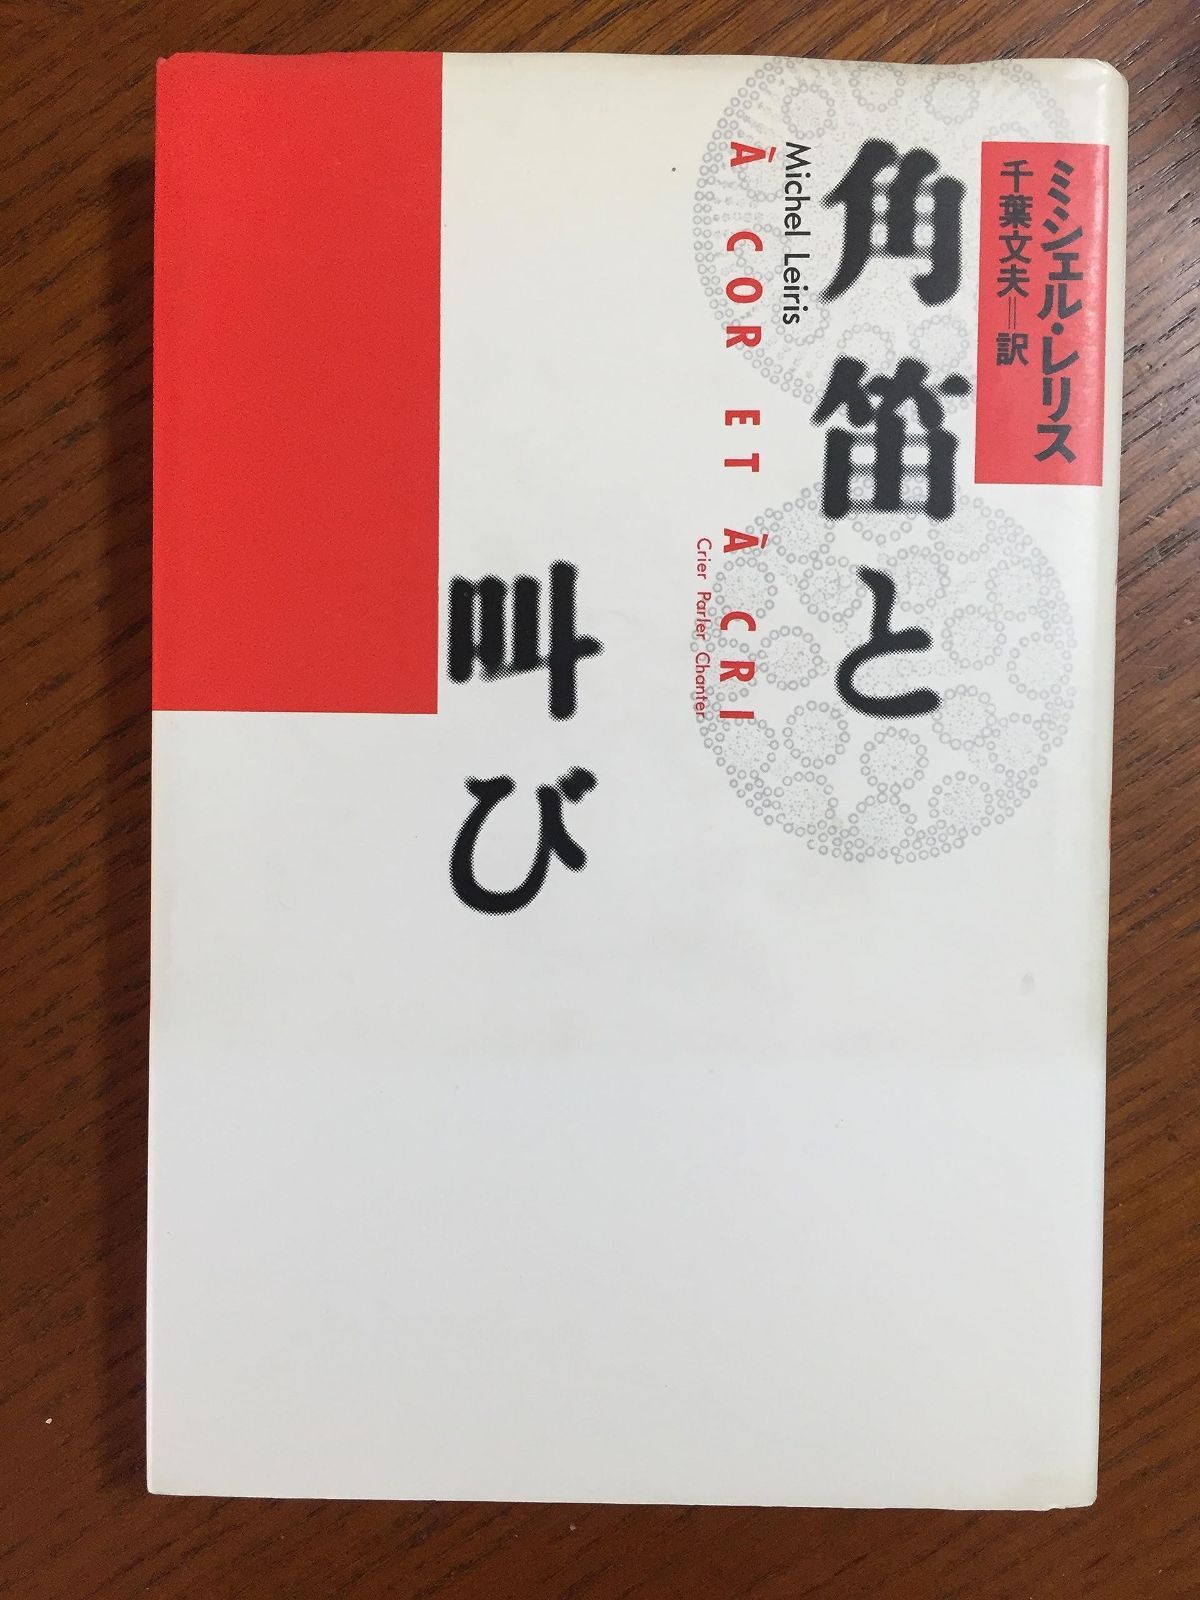 ミシェル・レリス
千葉文夫=訳
角笛と
叫び
Michel Leiris
À COR ET À CRI
Crier Parler Chanter